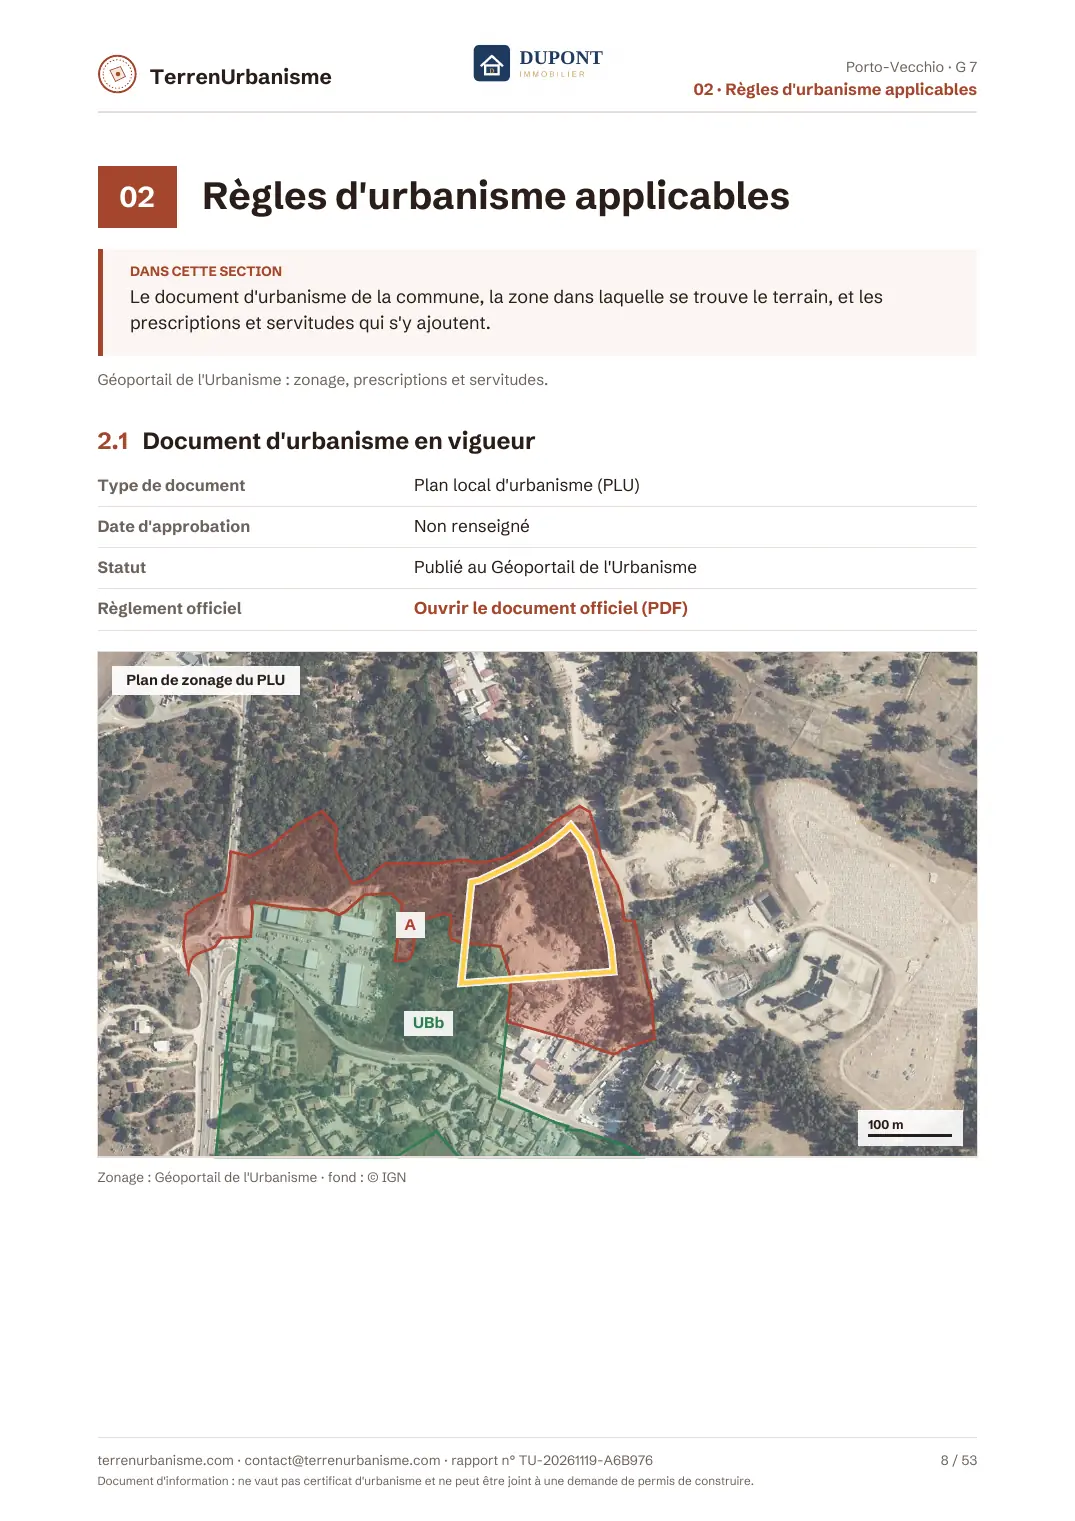 TerrenUrbanisme
DUPONT
IMMOBILIER
Porto-Vecchio · G 7
02 · Règles d'urbanisme applicables
02
Règles d'urbanisme applicables
DANS CETTE SECTION
Le document d'urbanisme de la commune, la zone dans laquelle se trouve le terrain, et les
prescriptions et servitudes qui s'y ajoutent.
Géoportail de l'Urbanisme : zonage, prescriptions et servitudes.
2.1 Document d'urbanisme en vigueur
Type de document Plan local d'urbanisme (PLU)
Date d'approbation Non renseigné
Statut Publié au Géoportail de l'Urbanisme
Règlement officiel Ouvrir le document officiel (PDF)
Plan de zonage du PLU
A
UBb
100 m
Zonage : Géoportail de l'Urbanisme · fond : © IGN
terrenurbanisme.com · contact@terrenurbanisme.com · rapport n° TU-20261119-A6B976
8 / 53
Document d'information : ne vaut pas certificat d'urbanisme et ne peut être joint à une demande de permis de construire.